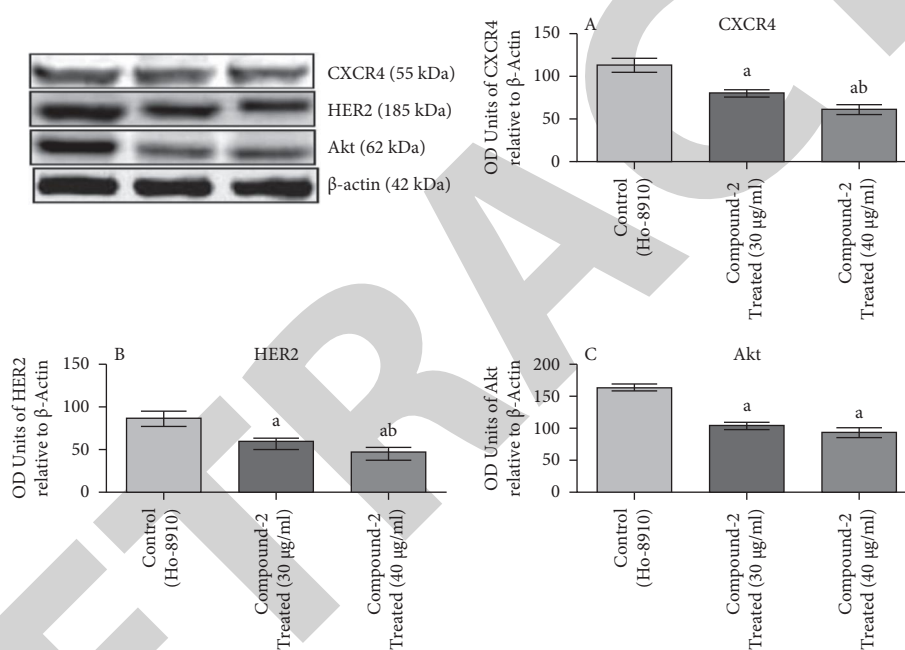 CXCR4 (55 kDa)
HER2 (185 kDa)
Akt (62 kDa)
β-actin (42 kDa)
A
CXCR4
OD Units of CXCR4
relative to β-Actin
150
100
50
0
a
ab
Control
(Ho-8910)
Compound-2
Treated (30 μg/ml)
Compound-2
Treated (40 μg/ml)
B
HER2
OD Units of HER2
relative to β-Actin
150
100
50
0
a
ab
Control
(Ho-8910)
Compound-2
Treated (30 μg/ml)
Compound-2
Treated (40 μg/ml)
C
Akt
OD Units of Akt
relative to β-Actin
200
150
100
50
0
a
a
Control
(Ho-8910)
Compound-2
Treated (30 μg/ml)
Compound-2
Treated (40 μg/ml)
ETRAC